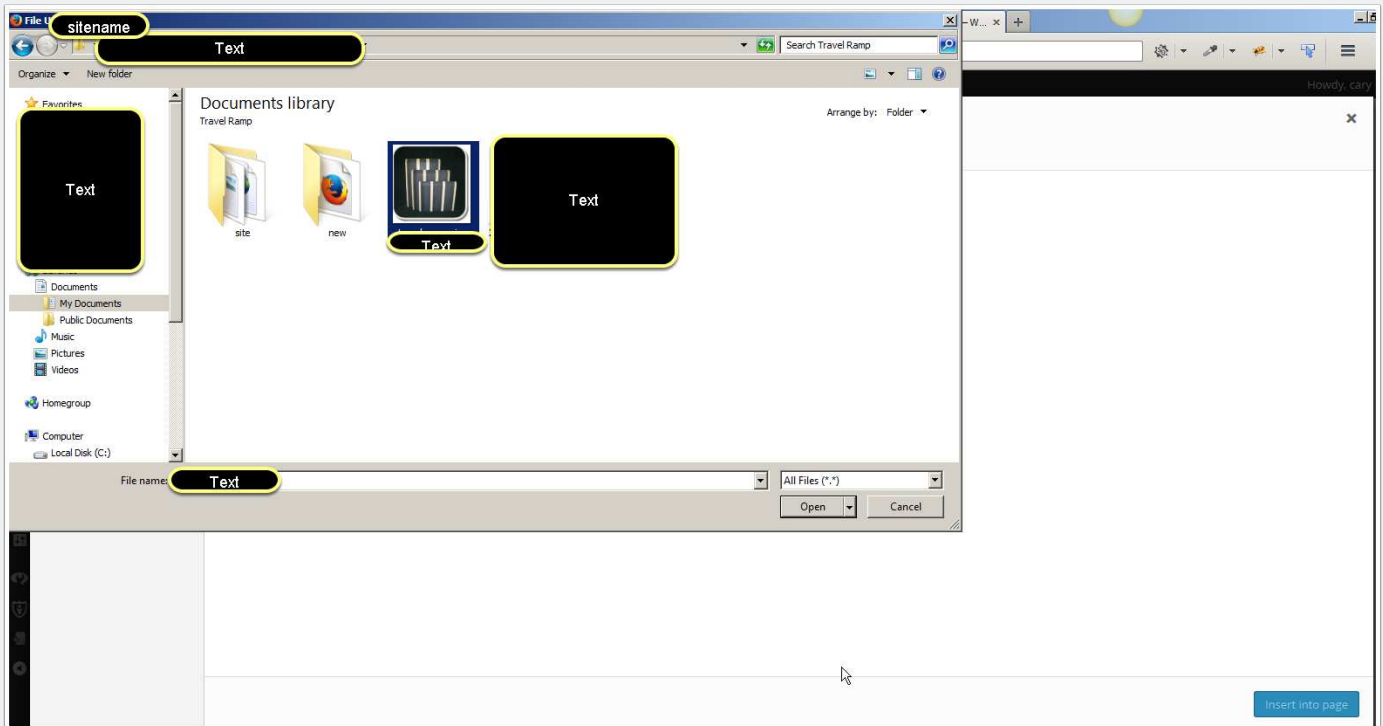 File U
sitename
– W...
Text
Search Travel Ramp
Organize
New folder
Howdy, cary
Favorites
Documents library
Travel Ramp
Arrange by: Folder
Text
Text
site
new
Text
Documents
My Documents
Public Documents
Music
Pictures
Videos
Homegroup
Computer
Local Disk (C:)
File name:
Text
All Files (*.*)
Open
Cancel
Insert into page